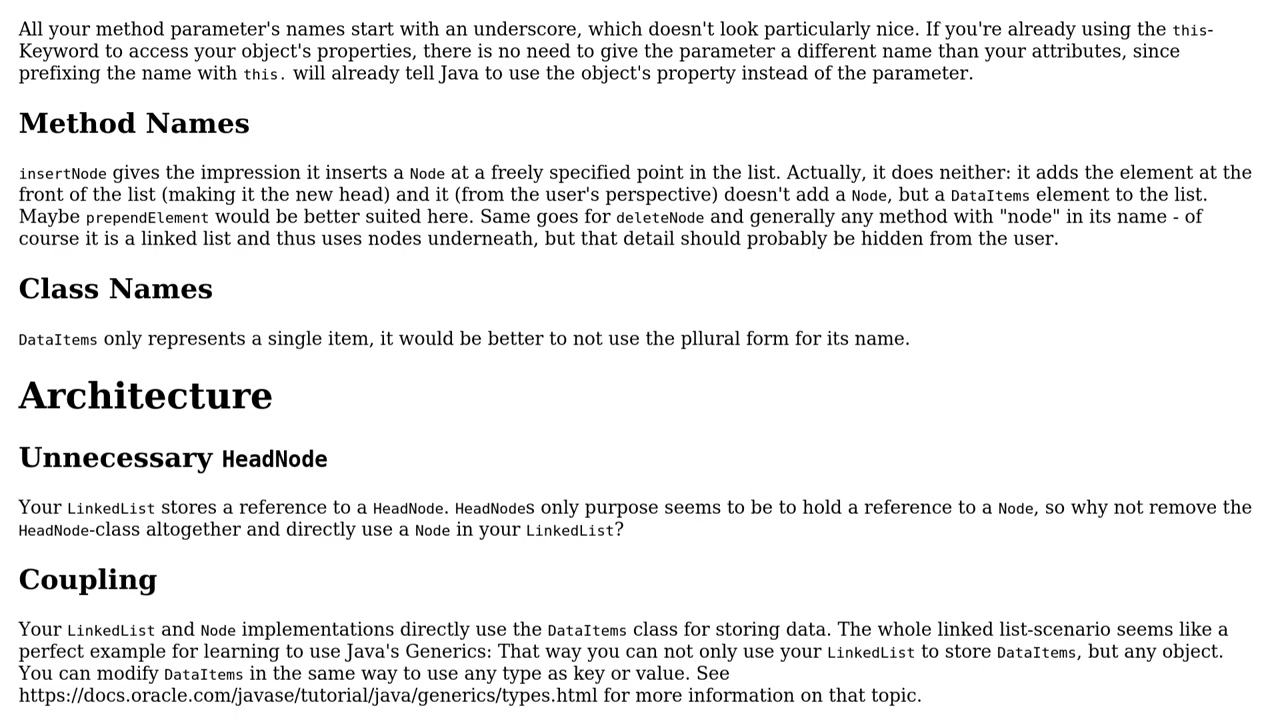 All your method parameter's names start with an underscore, which doesn't look particularly nice. If you're already using the this-
Keyword to access your object's properties, there is no need to give the parameter a different name than your attributes, since
prefixing the name with this. will already tell Java to use the object's property instead of the parameter.
Method Names
insertNode gives the impression it inserts a Node at a freely specified point in the list. Actually, it does neither: it adds the element at the
front of the list (making it the new head) and it (from the user's perspective) doesn't add a Node, but a DataItems element to the list.
Maybe prependElement would be better suited here. Same goes for deleteNode and generally any method with "node" in its name - of
course it is a linked list and thus uses nodes underneath, but that detail should probably be hidden from the user.
Class Names
DataItems only represents a single item, it would be better to not use the pllural form for its name.
Architecture
Unnecessary HeadNode
Your LinkedList stores a reference to a HeadNode. HeadNodes only purpose seems to be to hold a reference to a Node, so why not remove the
HeadNode-class altogether and directly use a Node in your LinkedList?
Coupling
Your LinkedList and Node implementations directly use the DataItems class for storing data. The whole linked list-scenario seems like a
perfect example for learning to use Java's Generics: That way you can not only use your LinkedList to store DataItems, but any object.
You can modify DataItems in the same way to use any type as key or value. See
https://docs.oracle.com/javase/tutorial/java/generics/types.html for more information on that topic.